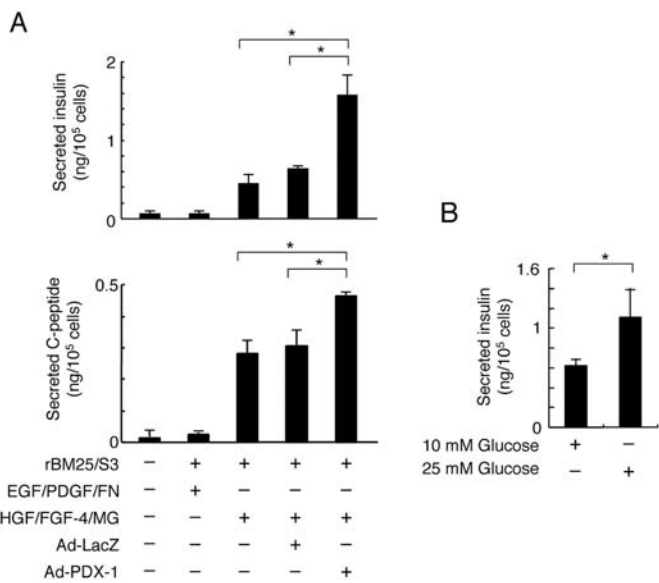 A
*
*
2
1
0
Secreted insulin
(ng/10⁵ cells)
*
*
0.5
0
Secreted C-peptide
(ng/10⁵ cells)
rBM25/S3 – + + + +
EGF/PDGF/FN – + – – –
HGF/FGF-4/MG – – + + +
Ad-LacZ – – – + –
Ad-PDX-1 – – – – +
B
*
1.6
1
0
Secreted insulin
(ng/10⁵ cells)
10 mM Glucose + –
25 mM Glucose – +